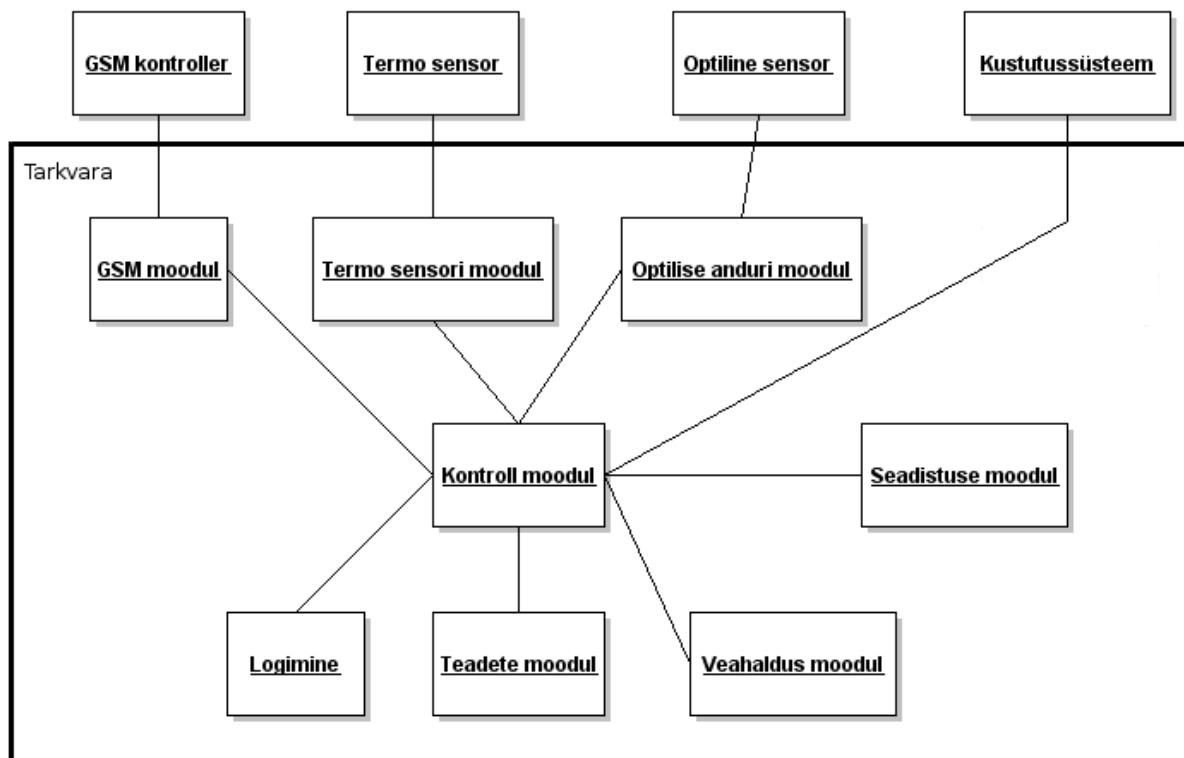 GSM kontroller
Termo sensor
Optiline sensor
Kustutussüsteem
Tarkvara
GSM moodul
Termo sensori moodul
Optilise anduri moodul
Kontroll moodul
Seadistuse moodul
Logimine
Teadete moodul
Veahaldus moodul